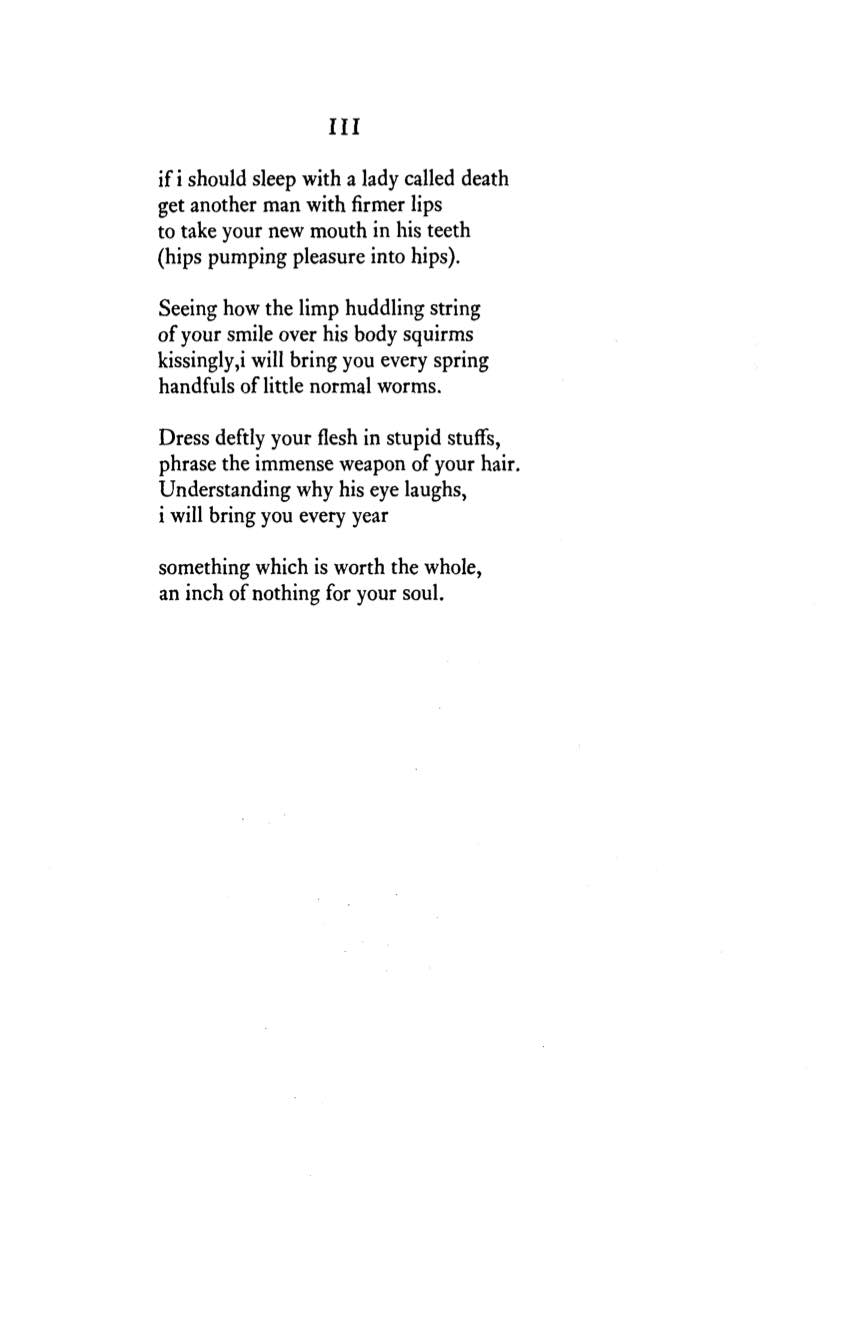 III
if i should sleep with a lady called death
get another man with firmer lips
to take your new mouth in his teeth
(hips pumping pleasure into hips).
Seeing how the limp huddling string
of your smile over his body squirms
kissingly,i will bring you every spring
handfuls of little normal worms.
Dress deftly your flesh in stupid stuffs,
phrase the immense weapon of your hair.
Understanding why his eye laughs,
i will bring you every year
something which is worth the whole,
an inch of nothing for your soul.